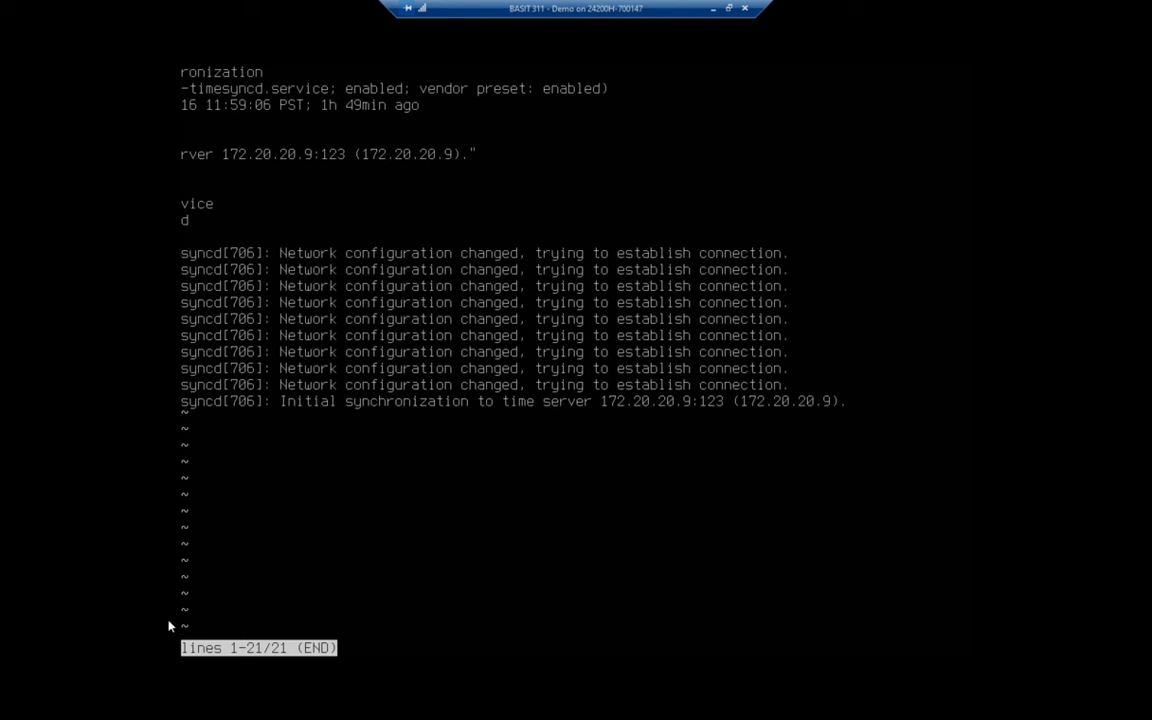 BASIT 311 - Demo on 24200H-700147
ronization
-timesyncd.service; enabled; vendor preset: enabled)
16 11:59:06 PST; 1h 49min ago
rver 172.20.20.9:123 (172.20.20.9)."
vice
d
syncd[706]: Network configuration changed, trying to establish connection.
syncd[706]: Network configuration changed, trying to establish connection.
syncd[706]: Network configuration changed, trying to establish connection.
syncd[706]: Network configuration changed, trying to establish connection.
syncd[706]: Network configuration changed, trying to establish connection.
syncd[706]: Network configuration changed, trying to establish connection.
syncd[706]: Network configuration changed, trying to establish connection.
syncd[706]: Network configuration changed, trying to establish connection.
syncd[706]: Network configuration changed, trying to establish connection.
syncd[706]: Initial synchronization to time server 172.20.20.9:123 (172.20.20.9).
~
~
~
~
~
~
~
~
~
~
~
~
~
~
lines 1-21/21 (END)